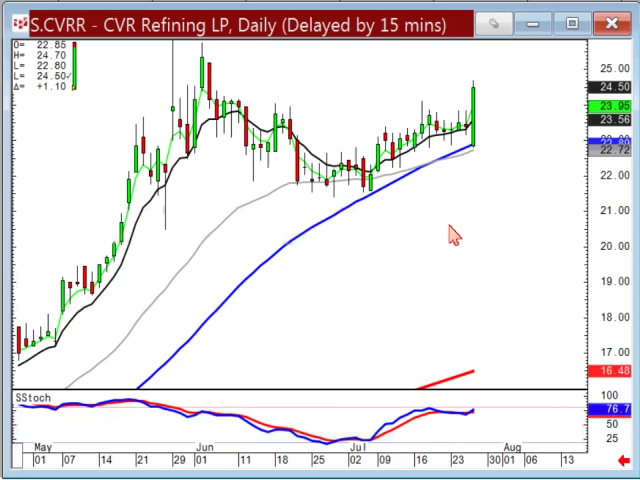 S.CVRR - CVR Refining LP, Daily (Delayed by 15 mins)
O= 22.85
H= 24.70
L= 22.80
L= 24.50✓
Δ= +1.10
25.00
24.50
23.95
23.56
22.72
22.00
21.00
20.00
19.00
18.00
17.00
16.48
SStoch
100
76.7
50
25
May Jun Jul Aug
01 07 14 21 29 01 11 18 25 02 09 16 23 30 01 06 13